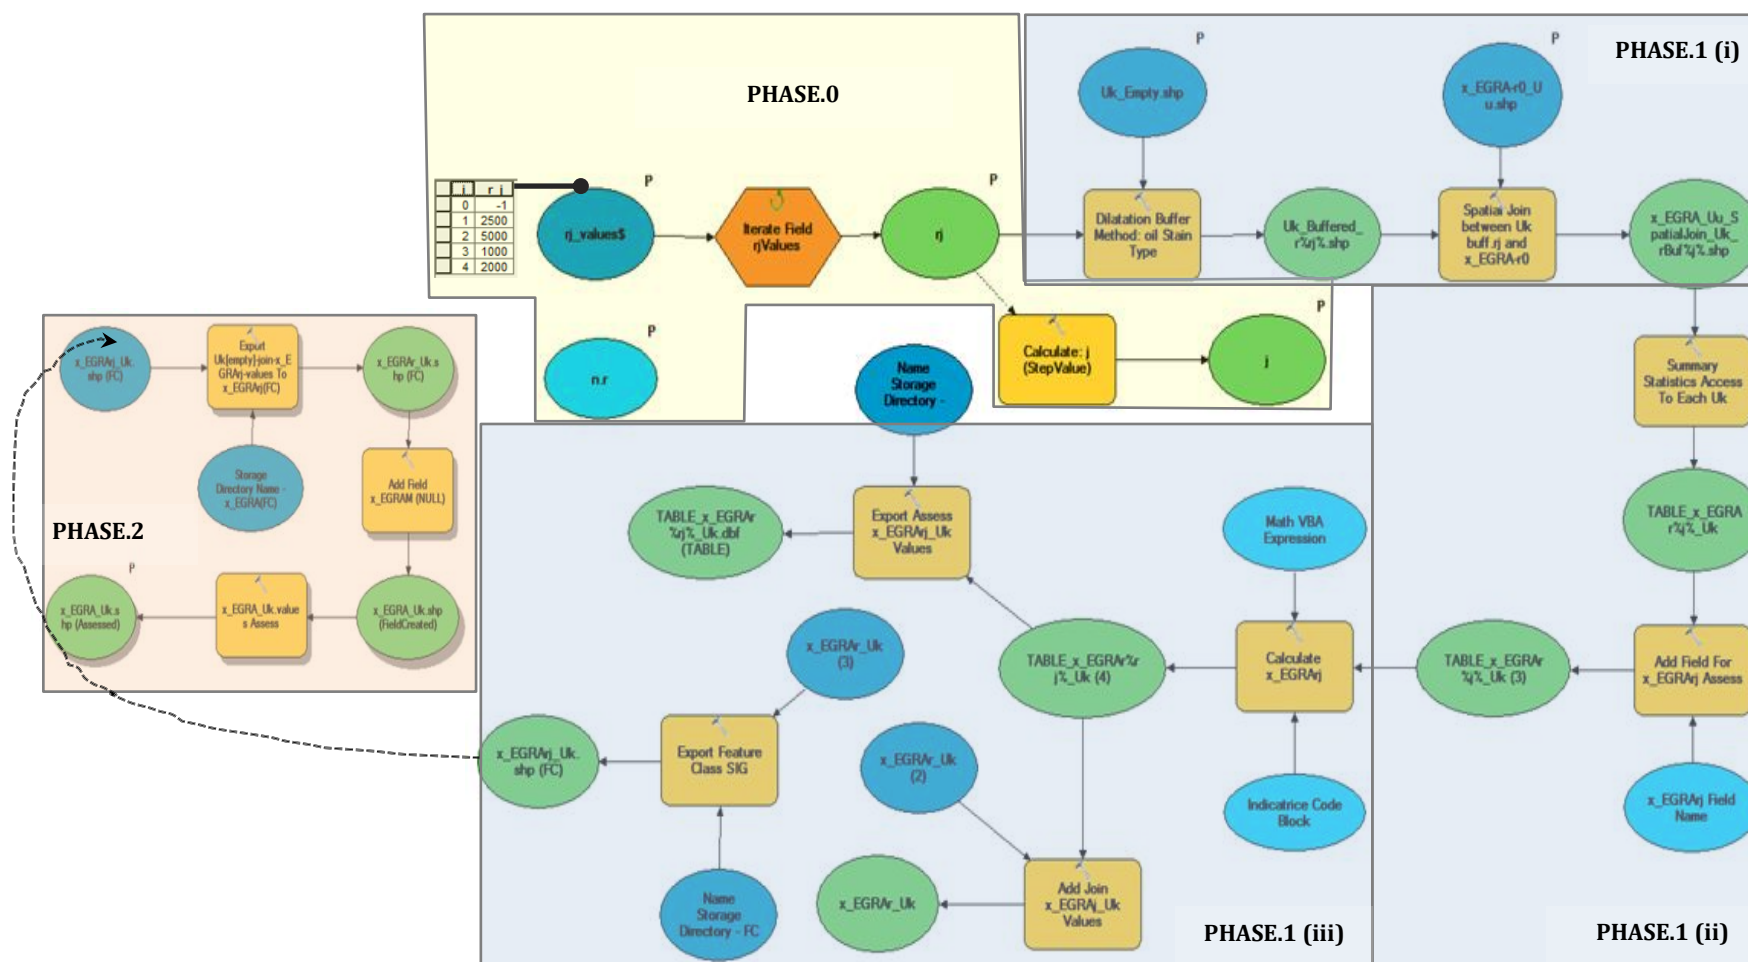 PHASE.0
P
j r_j
0 -1
1 2500
2 5000
3 1000
4 2000
rj_values$
Iterate Field
rjValues
P
rj
P
n.r
Calculate: j
(StepValue)
P
j
PHASE.1 (i)
P
Uk_Empty.shp
P
x_EGRA-r0_U
u.shp
Dilatation Buffer
Method: oil Stain
Type
Uk_Buffered_
r%rj%.shp
Spatial Join
between Uk
buff.rj and
x_EGRA-r0
x_EGRA_Uu_S
patialJoin_Uk_
rBuf%j%.shp
Summary
Statistics Access
To Each Uk
TABLE_x_EGRA
r%j%_Uk
Add Field For
x_EGRArj Assess
x_EGRArj Field
Name
TABLE_x_EGRAr
%j%_Uk (3)
PHASE.1 (ii)
Math VBA
Expression
Calculate
x_EGRArj
Indicatrice Code
Block
TABLE_x_EGRAr%r
j%_Uk (4)
Name
Storage
Directory -
Export Assess
x_EGRArj_Uk
Values
TABLE_x_EGRAr
%rj%_Uk.dbf
(TABLE)
x_EGRAr_Uk
(3)
x_EGRAr_Uk
(2)
Export Feature
Class SIG
x_EGRArj_Uk.
shp (FC)
Name
Storage
Directory - FC
x_EGRAr_Uk
Add Join
x_EGRAj_Uk
Values
PHASE.1 (iii)
x_EGRArj_Uk.
shp (FC)
Export
Uk[empty]-join-x_E
GRArj-values To
x_EGRArj(FC)
x_EGRAr_Uk.s
hp (FC)
Storage
Directory Name -
x_EGRA(FC)
Add Field
x_EGRAM (NULL)
PHASE.2
P
x_EGRA_Uk.s
hp (Assessed)
x_EGRA_Uk.value
s Assess
x_EGRA_Uk.shp
(FieldCreated)